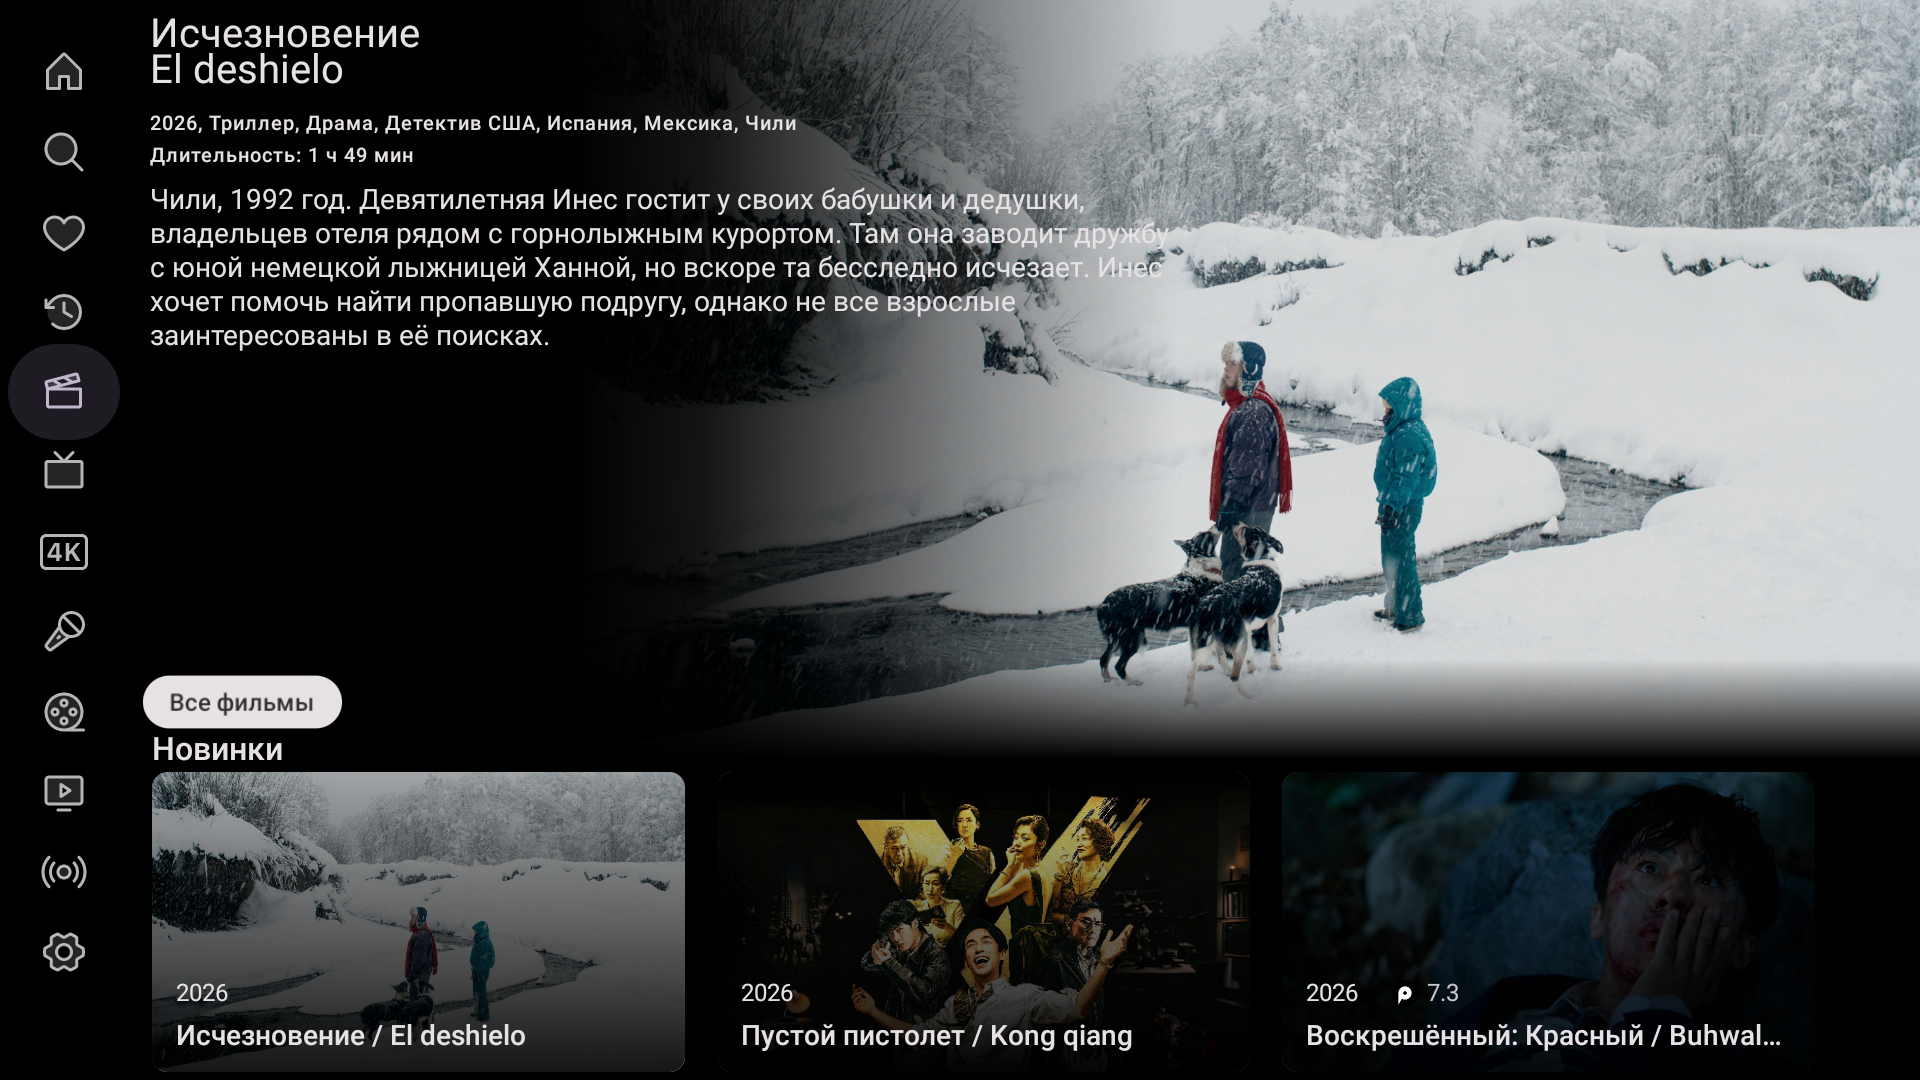 Исчезновение
El deshielo
2026, Триллер, Драма, Детектив США, Испания, Мексика, Чили
Длительность: 1 ч 49 мин
Чили, 1992 год. Девятилетняя Инес гостит у своих бабушки и дедушки,
владельцев отеля рядом с горнолыжным курортом. Там она заводит дружбу
с юной немецкой лыжницей Ханной, но вскоре та бесследно исчезает. Инес
хочет помочь найти пропавшую подругу, однако не все взрослые
заинтересованы в её поисках.
4K
Все фильмы
Новинки
2026
Исчезновение / El deshielo
2026
Пустой пистолет / Kong qiang
2026 7.3
Воскрешённый: Красный / Buhwal...